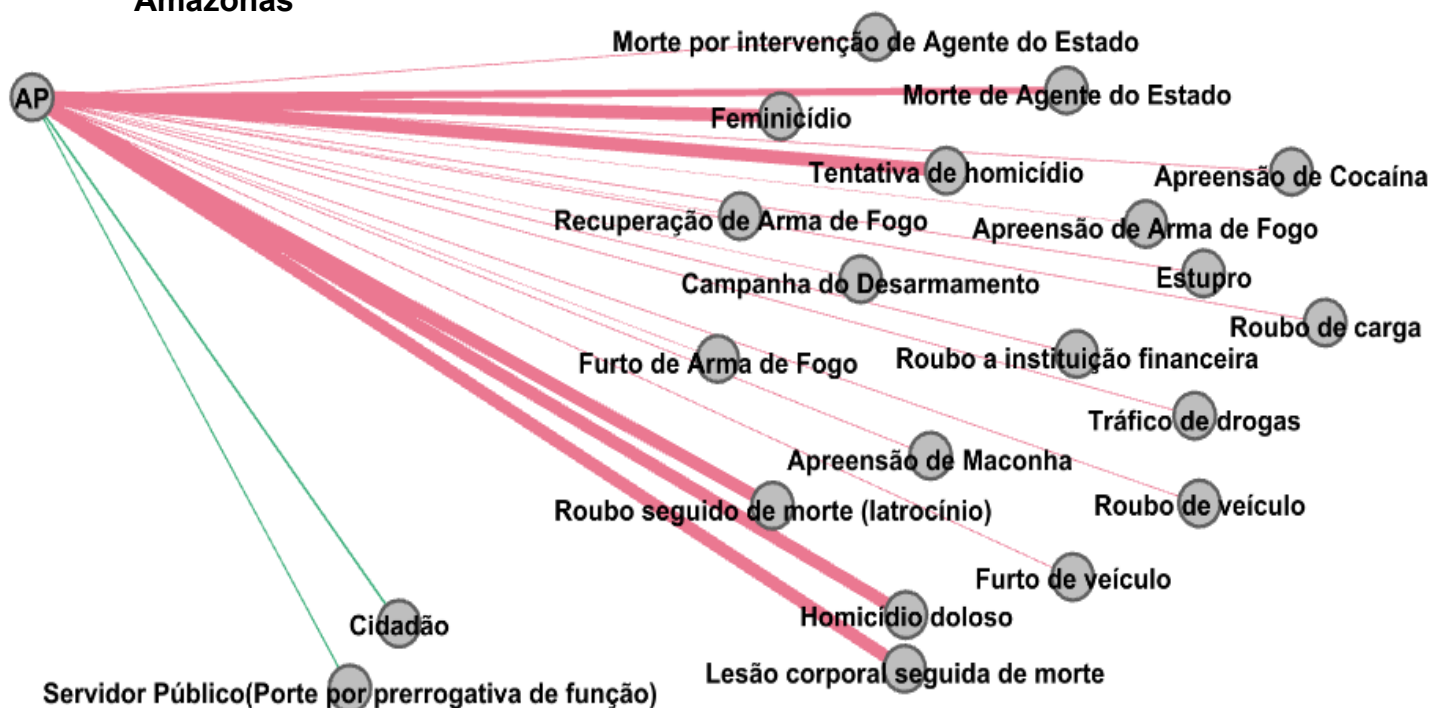 Amazonas
Morte por intervenção de Agente do Estado
AP
Morte de Agente do Estado
Feminicídio
Tentativa de homicídio
Apreensão de Cocaína
Recuperação de Arma de Fogo
Apreensão de Arma de Fogo
Estupro
Campanha do Desarmamento
Roubo de carga
Roubo a instituição financeira
Furto de Arma de Fogo
Tráfico de drogas
Apreensão de Maconha
Roubo de veículo
Roubo seguido de morte (latrocínio)
Furto de veículo
Homicídio doloso
Cidadão
Lesão corporal seguida de morte
Servidor Público(Porte por prerrogativa de função)